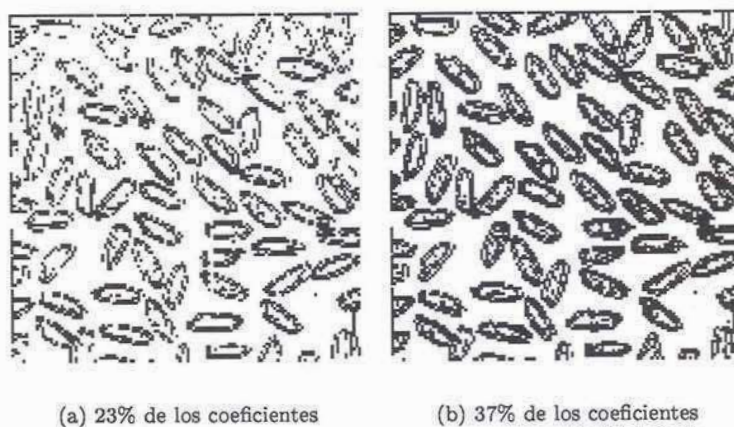 (a) 23% de los coeficientes
(b) 37% de los coeficientes